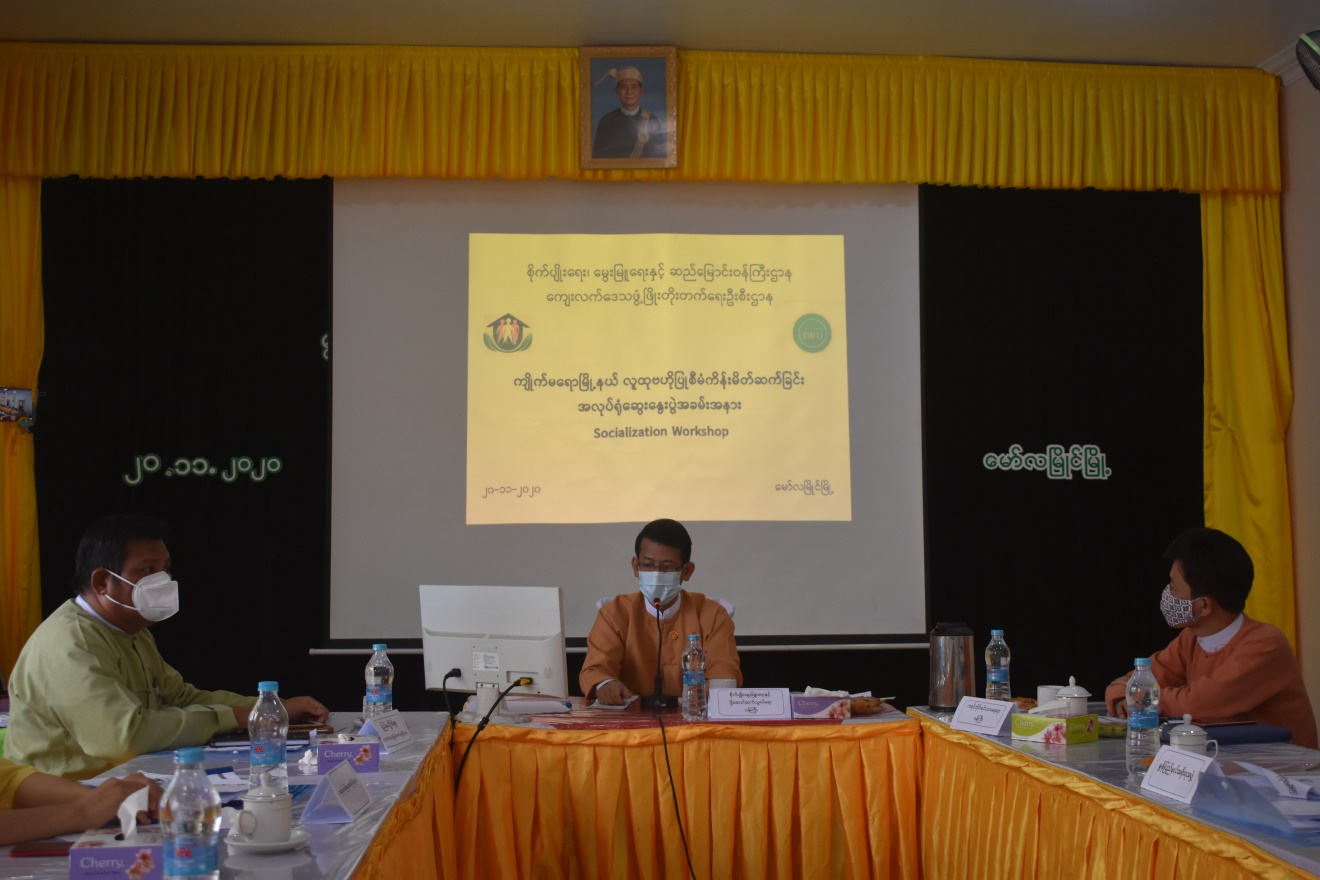 စိုက်ပျိုးရေး၊ မွေးမြူရေးနှင့် ဆည်မြောင်းဝန်ကြီးဌာန
ကျေးလက်ဒေသဖွံ့ဖြိုးတိုးတက်ရေးဦးစီးဌာန
DRD
ကျိုက်မရောမြို့နယ် လူထုဗဟိုပြုစီမံကိန်းမိတ်ဆက်ခြင်း
အလုပ်ရုံဆွေးနွေးပွဲအခမ်းအနား
Socialization Workshop
၂၀-၁၁-၂၀၂၀
မော်လမြိုင်မြို့
၂၀.၁၁.၂၀၂၀
မော်လမြိုင်မြို့
Cherry
Cherry